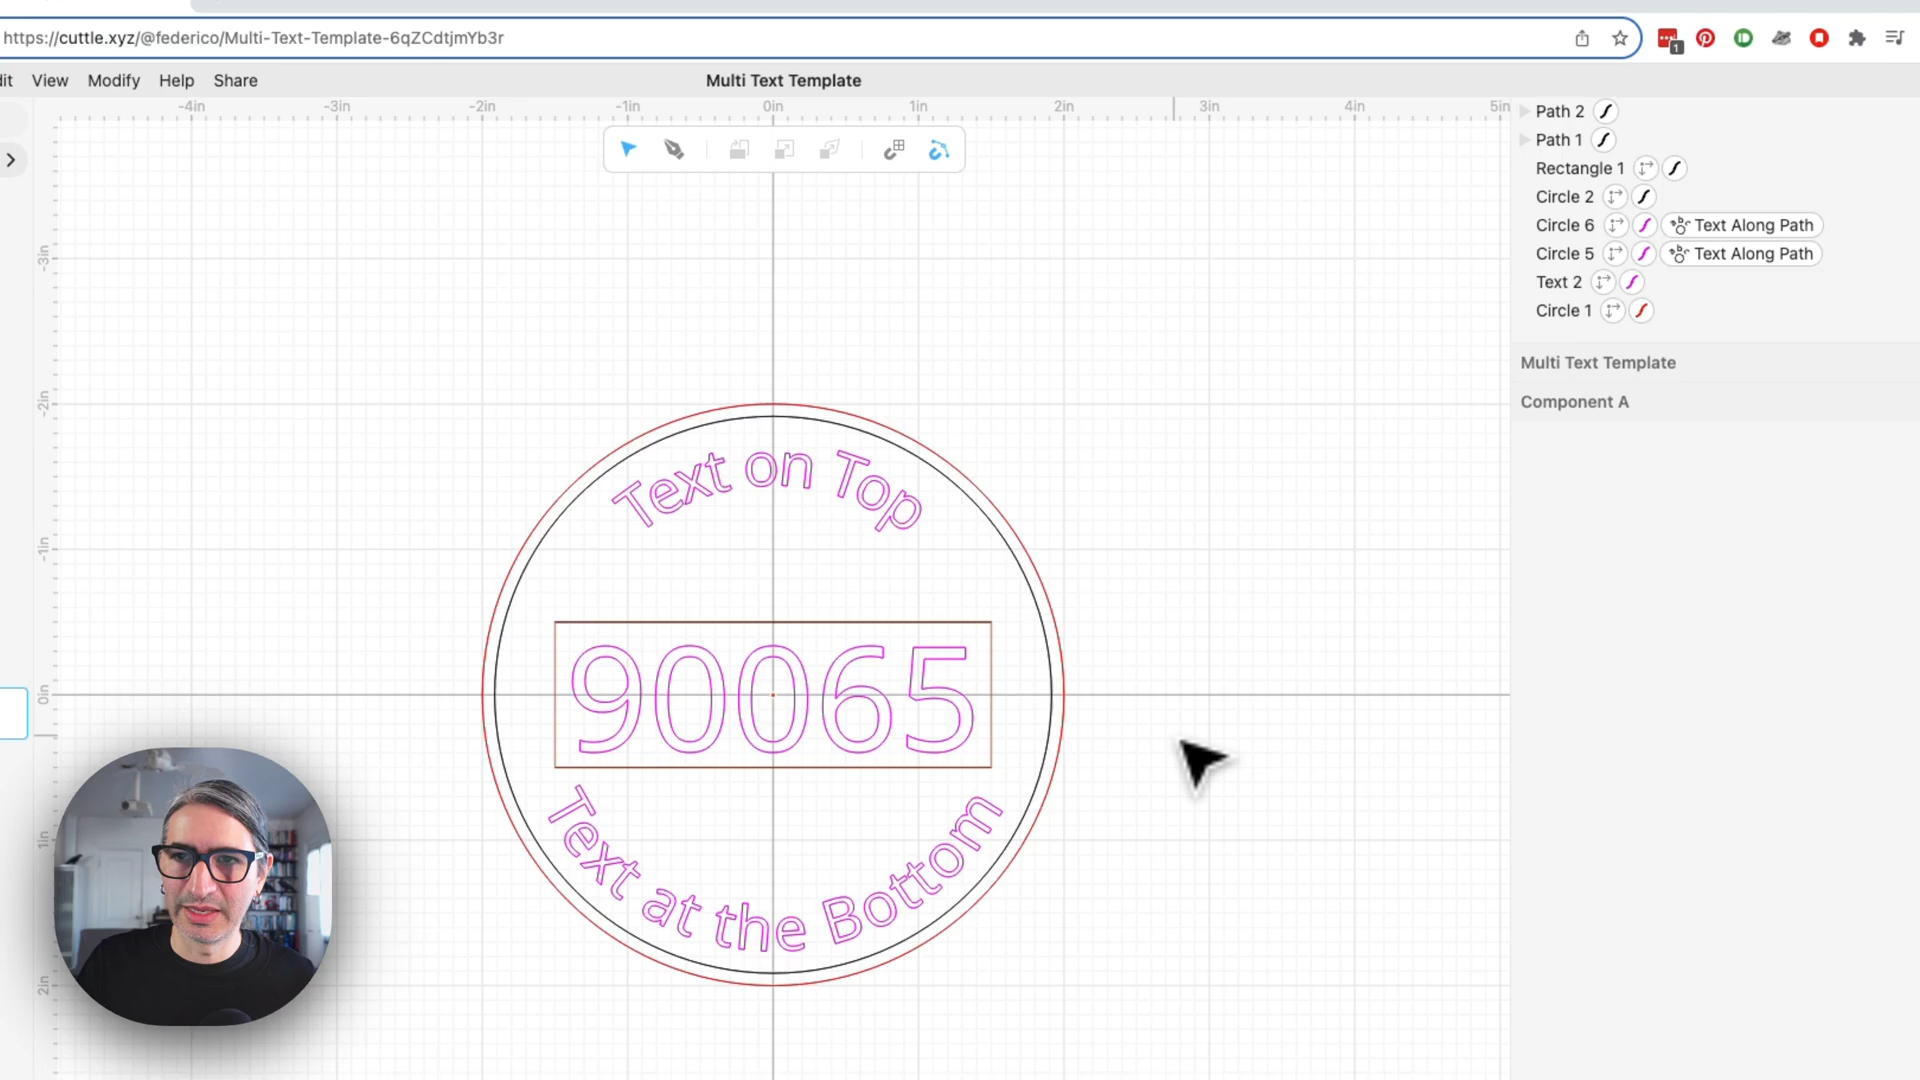 https://cuttle.xyz/@federico/Multi-Text-Template-6qZCdtjmYb3r
1
dit View Modify Help Share
Multi Text Template
-4in -3in -2in -1in 0in 1in 2in 3in 4in 5in
Path 2
Path 1
Rectangle 1
Circle 2
Circle 6 Text Along Path
Circle 5 Text Along Path
Text 2
Circle 1
Multi Text Template
Component A
-3in
-2in
-1in
0in
1in
2in
Text on Top
90065
Text at the Bottom